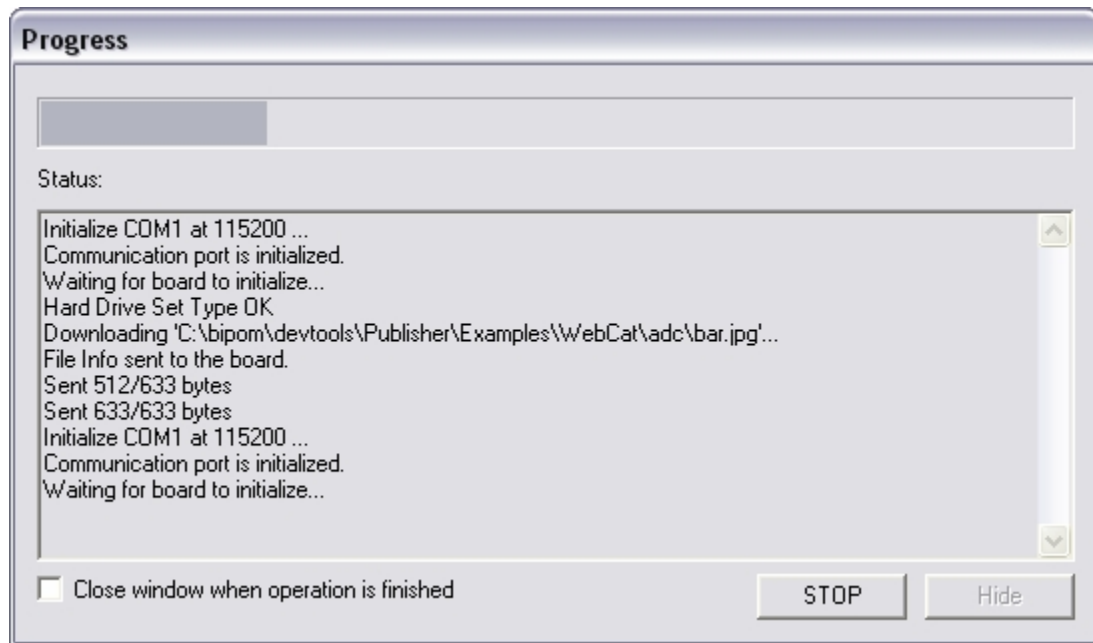 Progress
Status:
Initialize COM1 at 115200 ...
Communication port is initialized.
Waiting for board to initialize...
Hard Drive Set Type OK
Downloading 'C:\bipom\devtools\Publisher\Examples\\WebCat\adc\bar.jpg'...
File Info sent to the board.
Sent 512/633 bytes
Sent 633/633 bytes
Initialize COM1 at 115200 ...
Communication port is initialized.
Waiting for board to initialize...
Close window when operation is finished
STOP
Hide